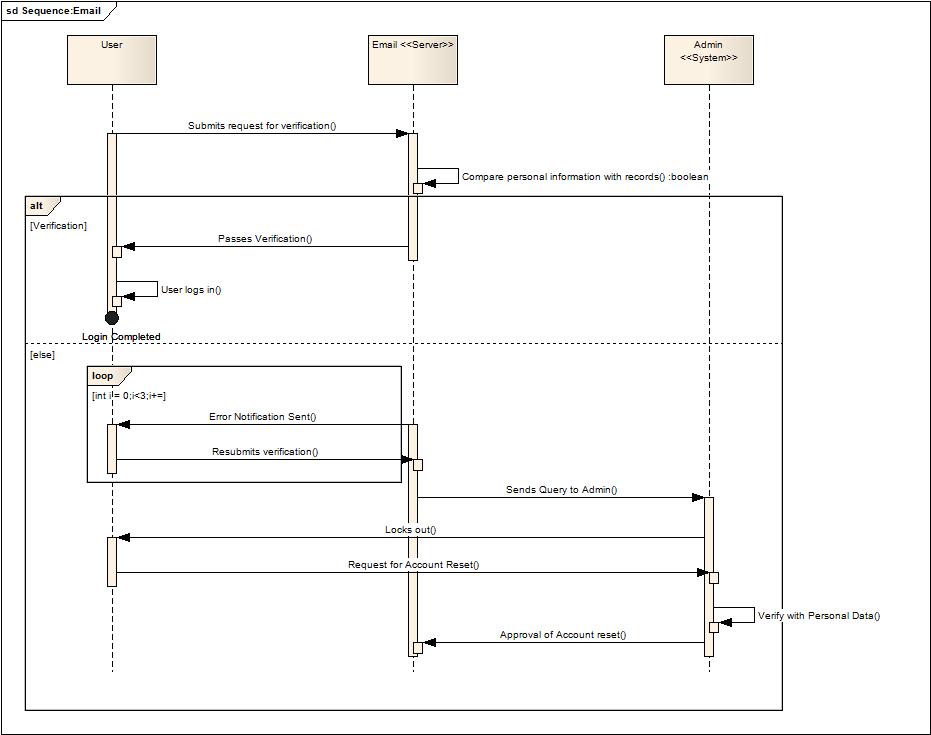 sd Sequence:Email
User
Email <<Server>>
Admin
<<System>>
Submits request for verification()
Compare personal information with records() :boolean
alt
[Verification]
Passes Verification()
User logs in()
Login Completed
[else]
loop
[int i = 0;i<3;i+=]
Error Notification Sent()
Resubmits verification()
Sends Query to Admin()
Locks out()
Request for Account Reset()
Verify with Personal Data()
Approval of Account reset()